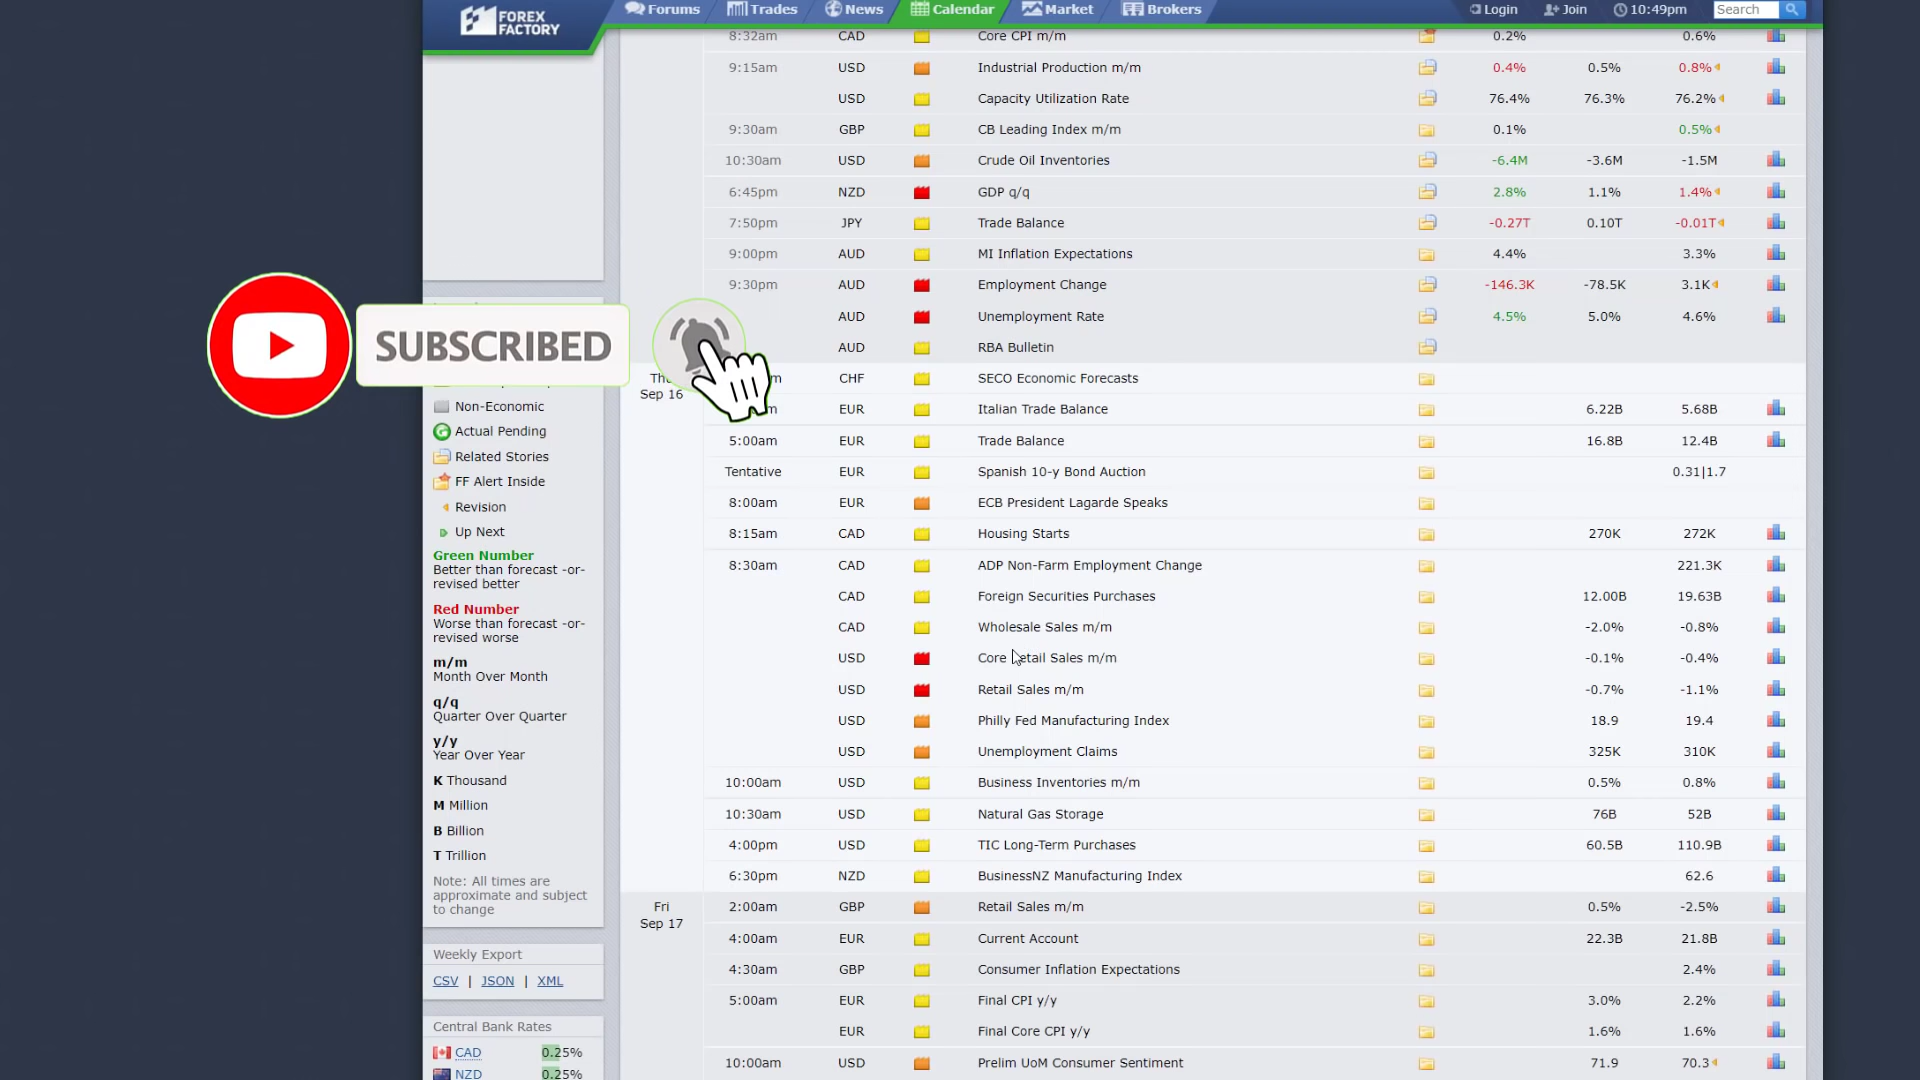 FOREX FACTORY
Forums Trades News Calendar Market Brokers Login Join 10:49pm Search
8:32am CAD Core CPI m/m 0.2% 0.6%
9:15am USD Industrial Production m/m 0.4% 0.5% 0.8%
USD Capacity Utilization Rate 76.4% 76.3% 76.2%
9:30am GBP CB Leading Index m/m 0.1% 0.5%
10:30am USD Crude Oil Inventories -6.4M -3.6M -1.5M
6:45pm NZD GDP q/q 2.8% 1.1% 1.4%
7:50pm JPY Trade Balance -0.27T 0.10T -0.01T
9:00pm AUD MI Inflation Expectations 4.4% 3.3%
9:30pm AUD Employment Change -146.3K -78.5K 3.1K
AUD Unemployment Rate 4.5% 5.0% 4.6%
AUD RBA Bulletin
Sep 16 CHF SECO Economic Forecasts
EUR Italian Trade Balance 6.22B 5.68B
5:00am EUR Trade Balance 16.8B 12.4B
Tentative EUR Spanish 10-y Bond Auction 0.31|1.7
8:00am EUR ECB President Lagarde Speaks
8:15am CAD Housing Starts 270K 272K
8:30am CAD ADP Non-Farm Employment Change 221.3K
CAD Foreign Securities Purchases 12.00B 19.63B
CAD Wholesale Sales m/m -2.0% -0.8%
USD Core Retail Sales m/m -0.1% -0.4%
USD Retail Sales m/m -0.7% -1.1%
USD Philly Fed Manufacturing Index 18.9 19.4
USD Unemployment Claims 325K 310K
10:00am USD Business Inventories m/m 0.5% 0.8%
10:30am USD Natural Gas Storage 76B 52B
4:00pm USD TIC Long-Term Purchases 60.5B 110.9B
6:30pm NZD BusinessNZ Manufacturing Index 62.6
Fri Sep 17 2:00am GBP Retail Sales m/m 0.5% -2.5%
4:00am EUR Current Account 22.3B 21.8B
4:30am GBP Consumer Inflation Expectations 2.4%
5:00am EUR Final CPI y/y 3.0% 2.2%
EUR Final Core CPI y/y 1.6% 1.6%
10:00am USD Prelim UoM Consumer Sentiment 71.9 70.3
SUBSCRIBED
Non-Economic
Actual Pending
Related Stories
FF Alert Inside
Revision
Up Next
Green Number
Better than forecast -or-
revised better
Red Number
Worse than forecast -or-
revised worse
m/m
Month Over Month
q/q
Quarter Over Quarter
y/y
Year Over Year
K Thousand
M Million
B Billion
T Trillion
Note: All times are
approximate and subject
to change
Weekly Export
CSV | JSON | XML
Central Bank Rates
CAD 0.25%
NZD 0.25%